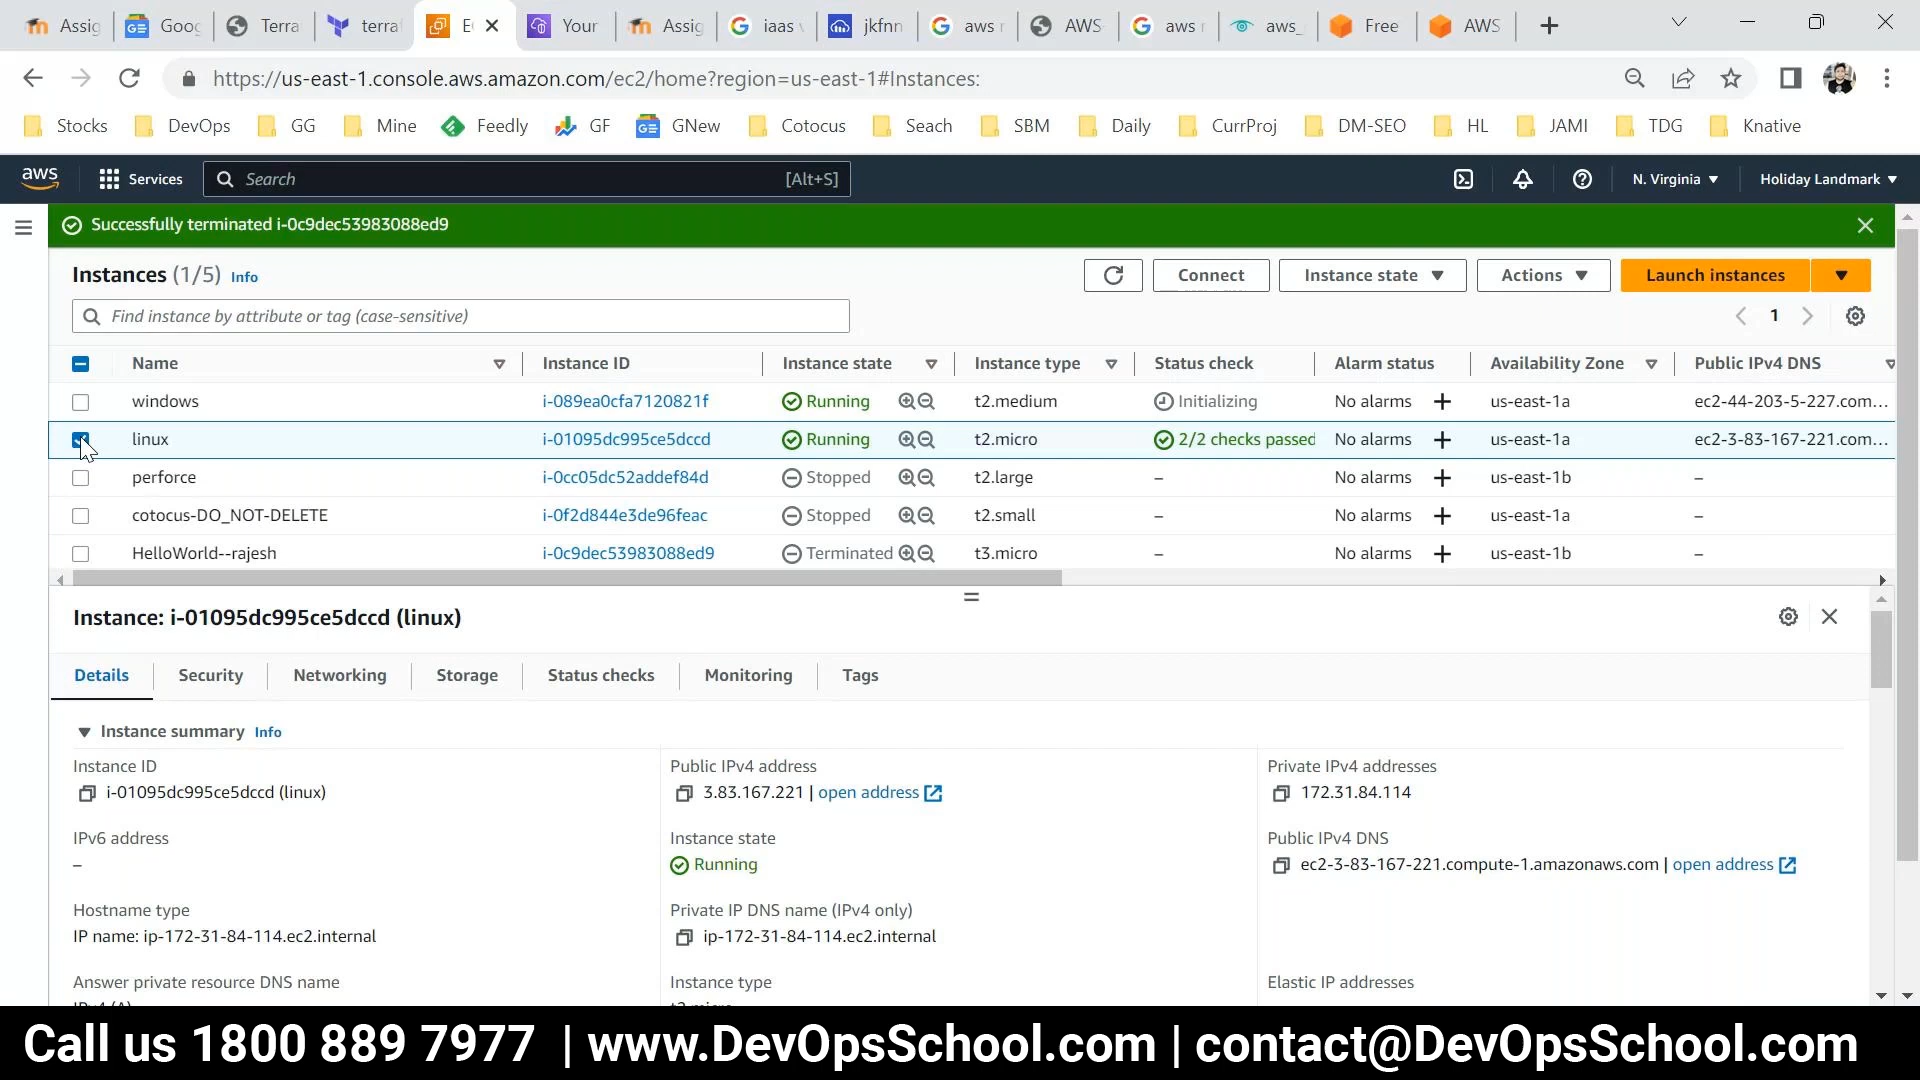 Assig
Goog
Terra
terra
E
Your
Assig
iaas v
jkfnn
aws r
AWS
aws r
aws_
Free
AWS
https://us-east-1.console.aws.amazon.com/ec2/home?region=us-east-1#Instances:
Stocks DevOps GG Mine Feedly GF GNew Cotocus Seach SBM Daily CurrProj DM-SEO HL JAMI TDG Knative
aws Services Search [Alt+S] N. Virginia Holiday Landmark
Successfully terminated i-0c9dec53983088ed9
Instances (1/5) Info Connect Instance state Actions Launch instances
Find instance by attribute or tag (case-sensitive) 1
Name Instance ID Instance state Instance type Status check Alarm status Availability Zone Public IPv4 DNS
windows i-089ea0cfa7120821f Running t2.medium Initializing No alarms us-east-1a ec2-44-203-5-227.com...
linux i-01095dc995ce5dccd Running t2.micro 2/2 checks passed No alarms us-east-1a ec2-3-83-167-221.com...
perforce i-0cc05dc52addef84d Stopped t2.large – No alarms us-east-1b –
cotocus-DO_NOT-DELETE i-0f2d844e3de96feac Stopped t2.small – No alarms us-east-1a –
HelloWorld--rajesh i-0c9dec53983088ed9 Terminated t3.micro – No alarms us-east-1b –
Instance: i-01095dc995ce5dccd (linux)
Details Security Networking Storage Status checks Monitoring Tags
Instance summary Info
Instance ID Public IPv4 address Private IPv4 addresses
i-01095dc995ce5dccd (linux) 3.83.167.221 | open address 172.31.84.114
IPv6 address Instance state Public IPv4 DNS
– Running ec2-3-83-167-221.compute-1.amazonaws.com | open address
Hostname type Private IP DNS name (IPv4 only)
IP name: ip-172-31-84-114.ec2.internal ip-172-31-84-114.ec2.internal
Answer private resource DNS name Instance type Elastic IP addresses
Call us 1800 889 7977 | www.DevOpsSchool.com | contact@DevOpsSchool.com